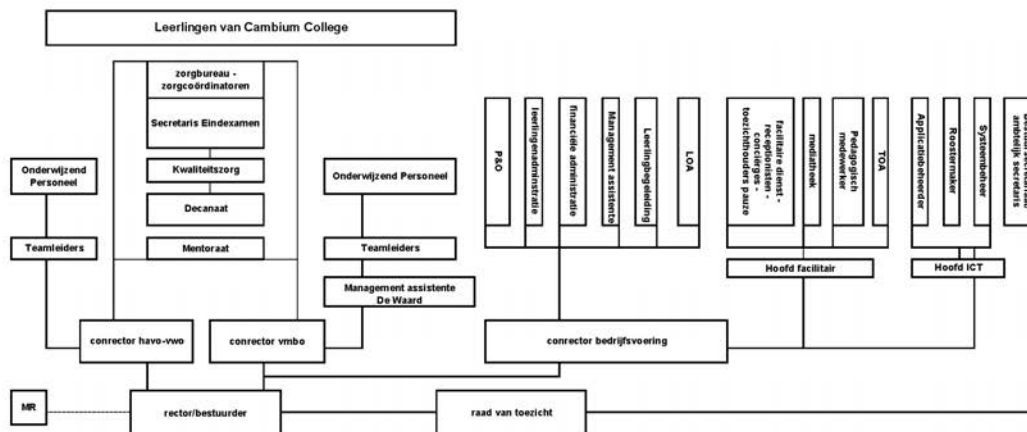 Leerlingen van Cambium College
zorgbureau -
zorgcoördinatoren
Secretaris Eindexamen
Kwaliteitszorg
Decanaat
Mentoraat
Onderwijzend
Personeel
Teamleiders
Onderwijzend Personeel
Teamleiders
Management assistente
De Waard
conrector havo-vwo
conrector vmbo
P&O
leerlingenadminstratie
financiële administratie
Management assistente
Leerlingbegeleiding
LOA
facilitaire dienst -
receptionisten -
conciërges -
toezichthouders pauze
mediatheek
Pedagogisch
medewerker
TOA
Applicatiebeheerder
Roostermaker
Systeembeheer
ambtelijk secretaris
Hoofd facilitair
Hoofd ICT
conrector bedrijfsvoering
MR
rector/bestuurder
raad van toezicht